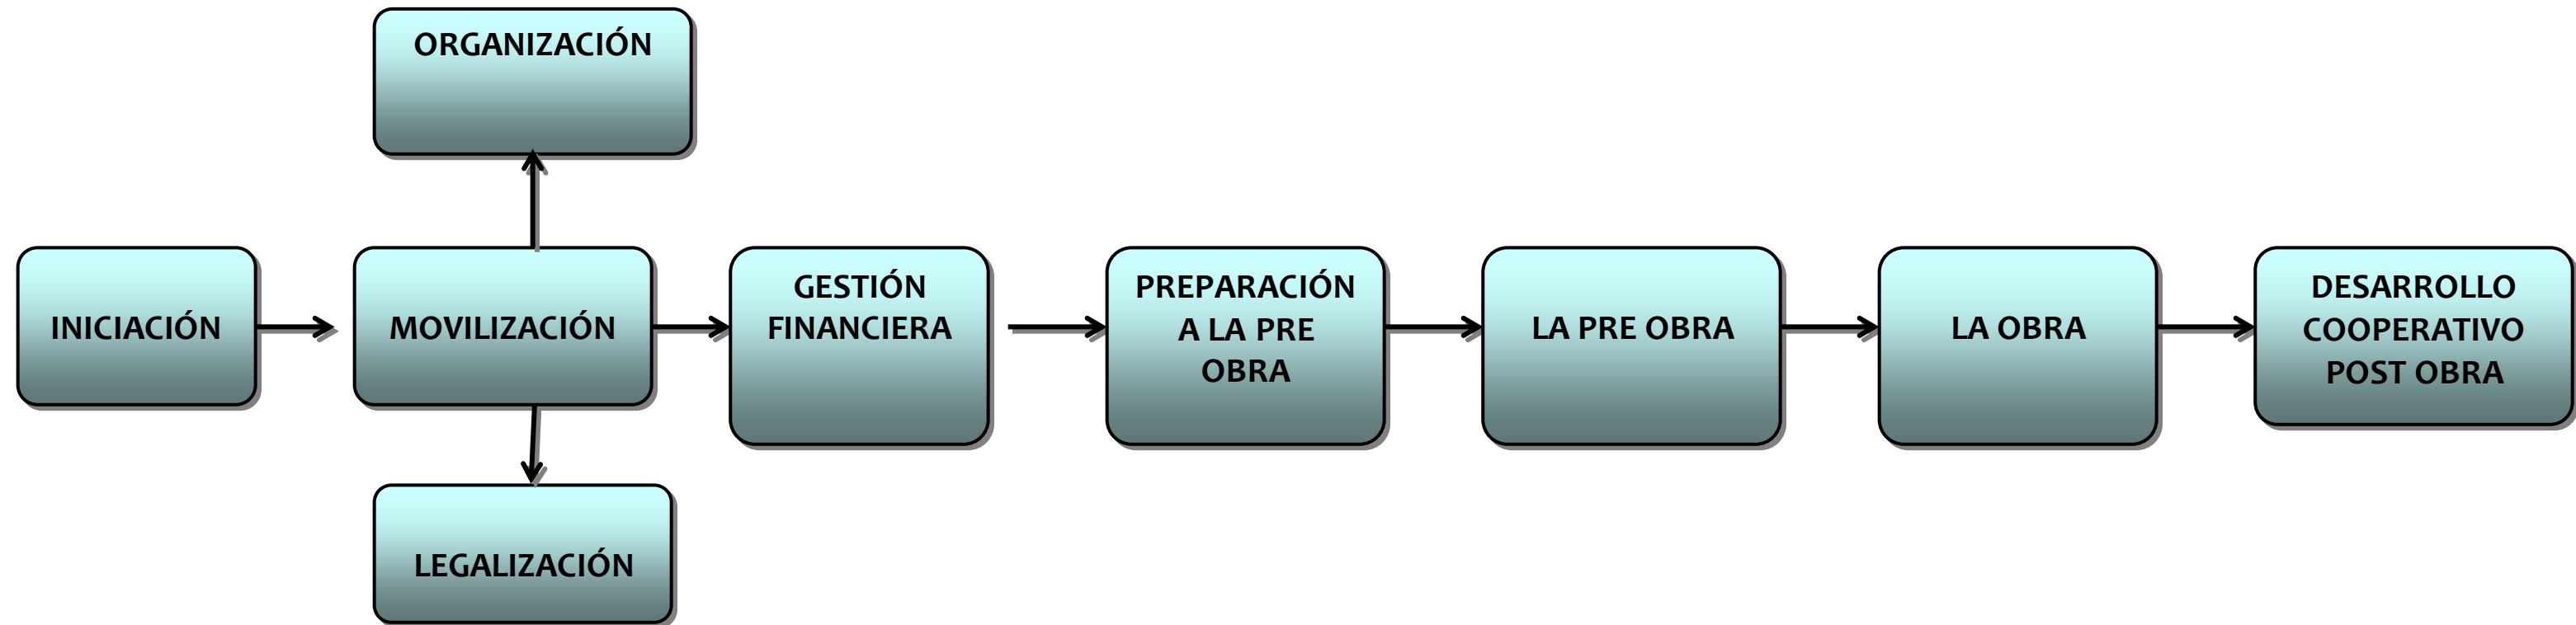 ORGANIZACIÓN
INICIACIÓN
MOVILIZACIÓN
GESTIÓN
FINANCIERA
PREPARACIÓN
A LA PRE
OBRA
LA PRE OBRA
LA OBRA
DESARROLLO
COOPERATIVO
POST OBRA
LEGALIZACIÓN